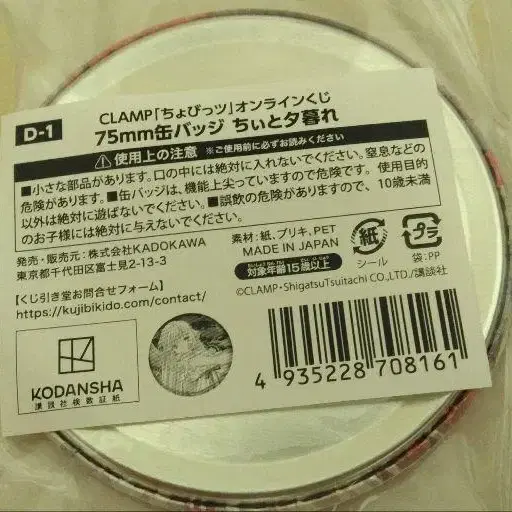 D-1
CLAMP「ちょびっツ」オンラインくじ
75mm缶バッジ ちぃと夕暮れ
使用上の注意 ※ご使用前に必ずお読みください
■小さな部品があります。口の中には絶対に入れないでください。窒息などの
危険があります。■缶バッジは、機能上尖っていますので危険です。使用目的
以外は絶対に遊ばないでください。■誤飲の危険がありますので、10歳未満
のお子様には絶対に与えないでください。
発売・販売元:株式会社KADOKAWA
東京都千代田区富士見2-13-3
【くじ引き堂お問合せフォーム】
https://kujibikido.com/contact/
素材:紙、ブリキ、PET
MADE IN JAPAN
対象年齢15歳以上
紙
シール
プラ
袋:PP
©CLAMP・ShigatsuTsuitachi CO.,LTD./講談社
KODANSHA
講談社検数証紙
4 935228 708161